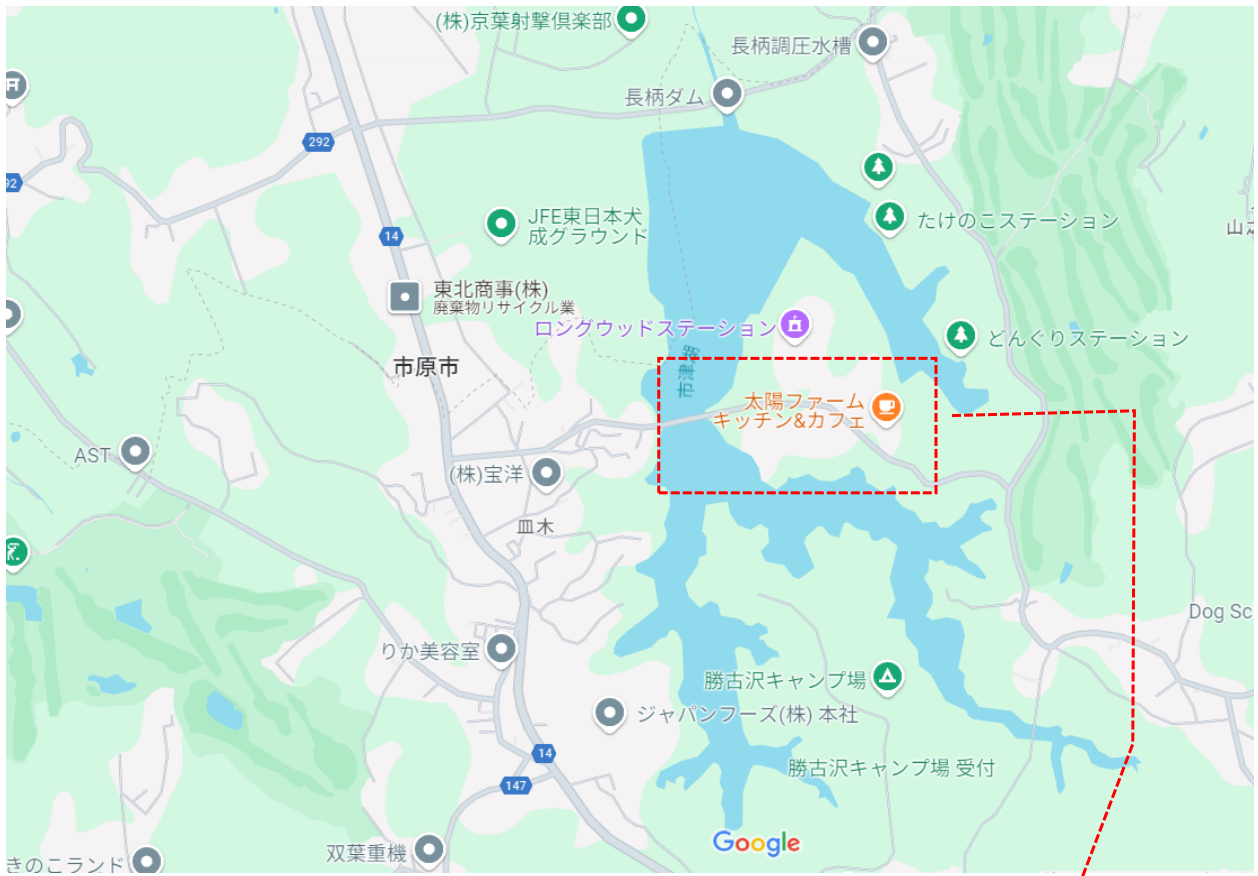 (株)京葉射撃倶楽部
長柄調圧水槽
長柄ダム
292
92
JFE東日本犬
成グラウンド
たけのこステーション
14
東北商事(株)
廃棄物リサイクル業
ロングウッドステーション
どんぐりステーション
市原市
市津湖
太陽ファーム
キッチン&カフェ
AST
(株)宝洋
皿木
Dog Sc
りか美容室
勝古沢キャンプ場
ジャパンフーズ(株) 本社
14
勝古沢キャンプ場 受付
147
Google
双葉重機
きのこランド